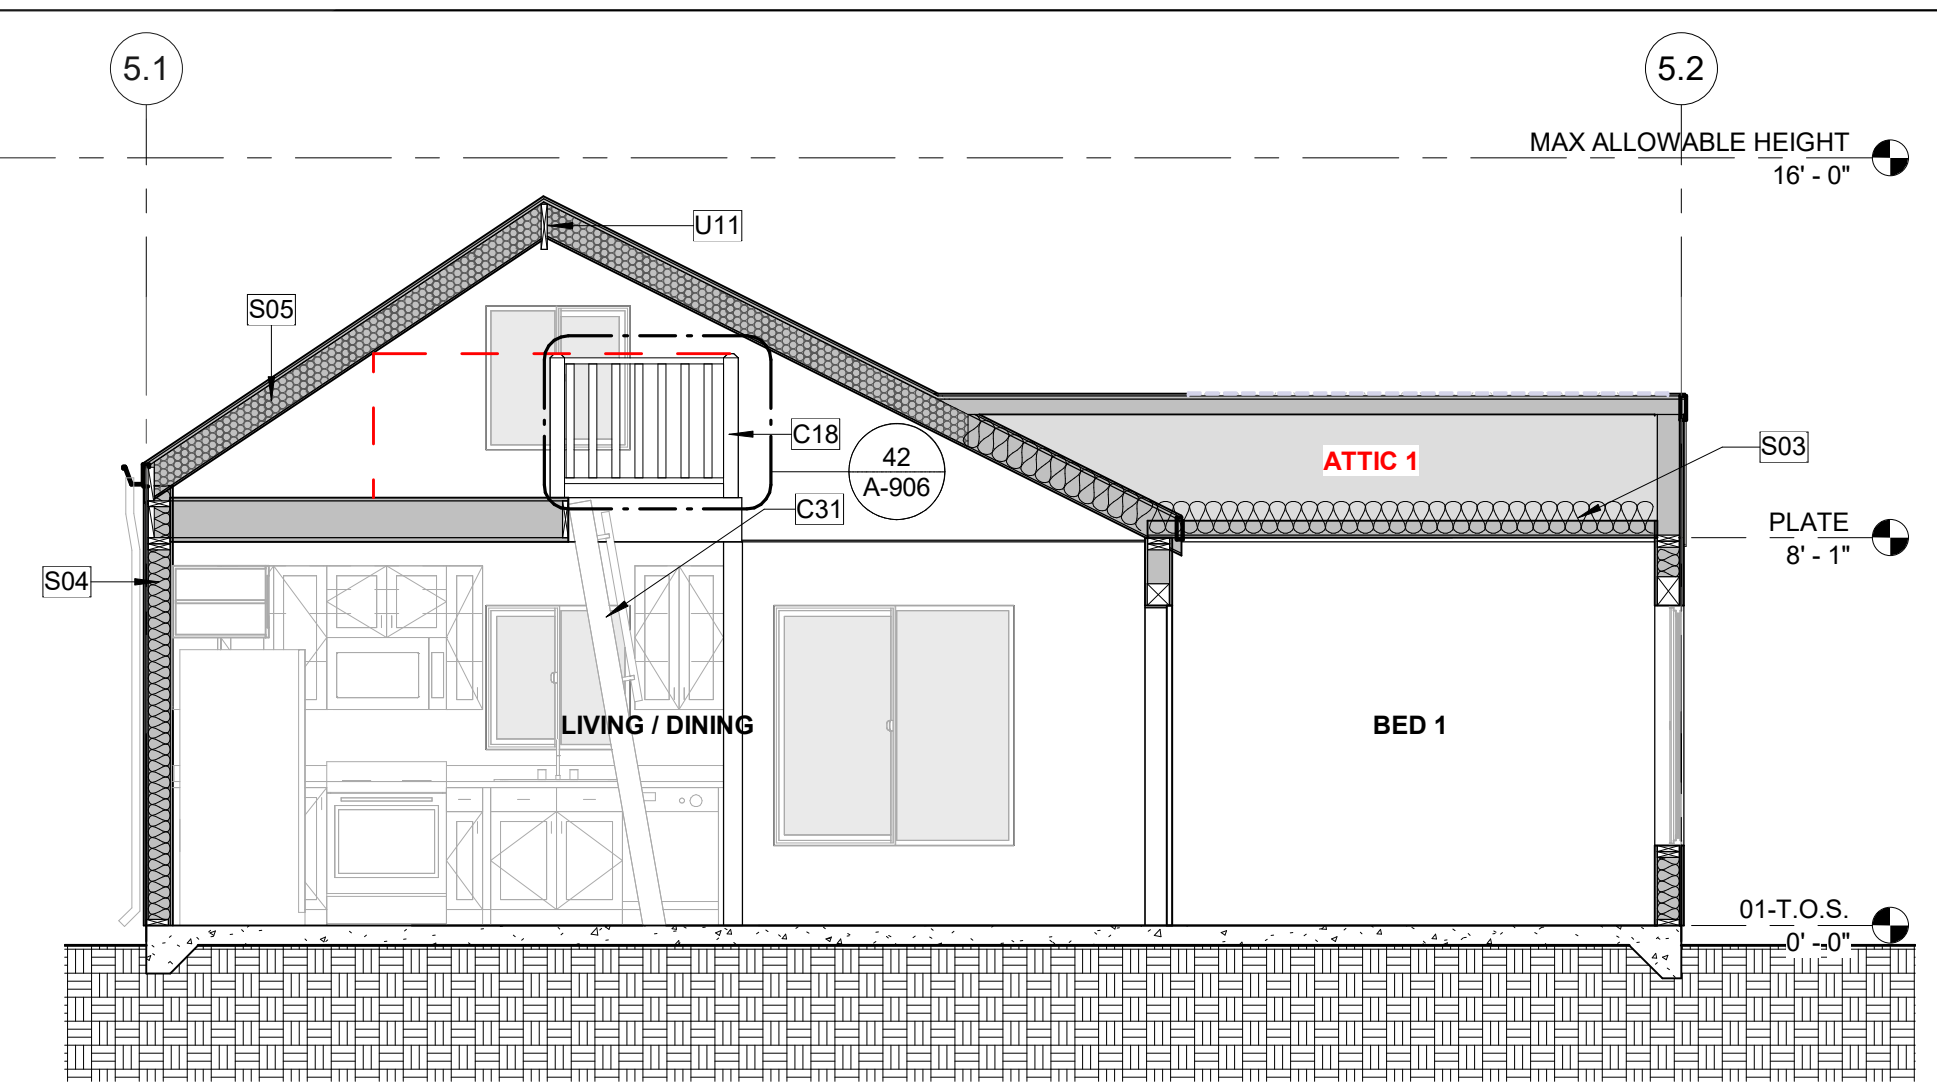 5.1
5.2
MAX ALLOWABLE HEIGHT
16' - 0"
U11
S05
C18
42
A-906
ATTIC 1
S03
C31
PLATE
8' - 1"
S04
LIVING / DINING
BED 1
01-T.O.S.
0' - 0"